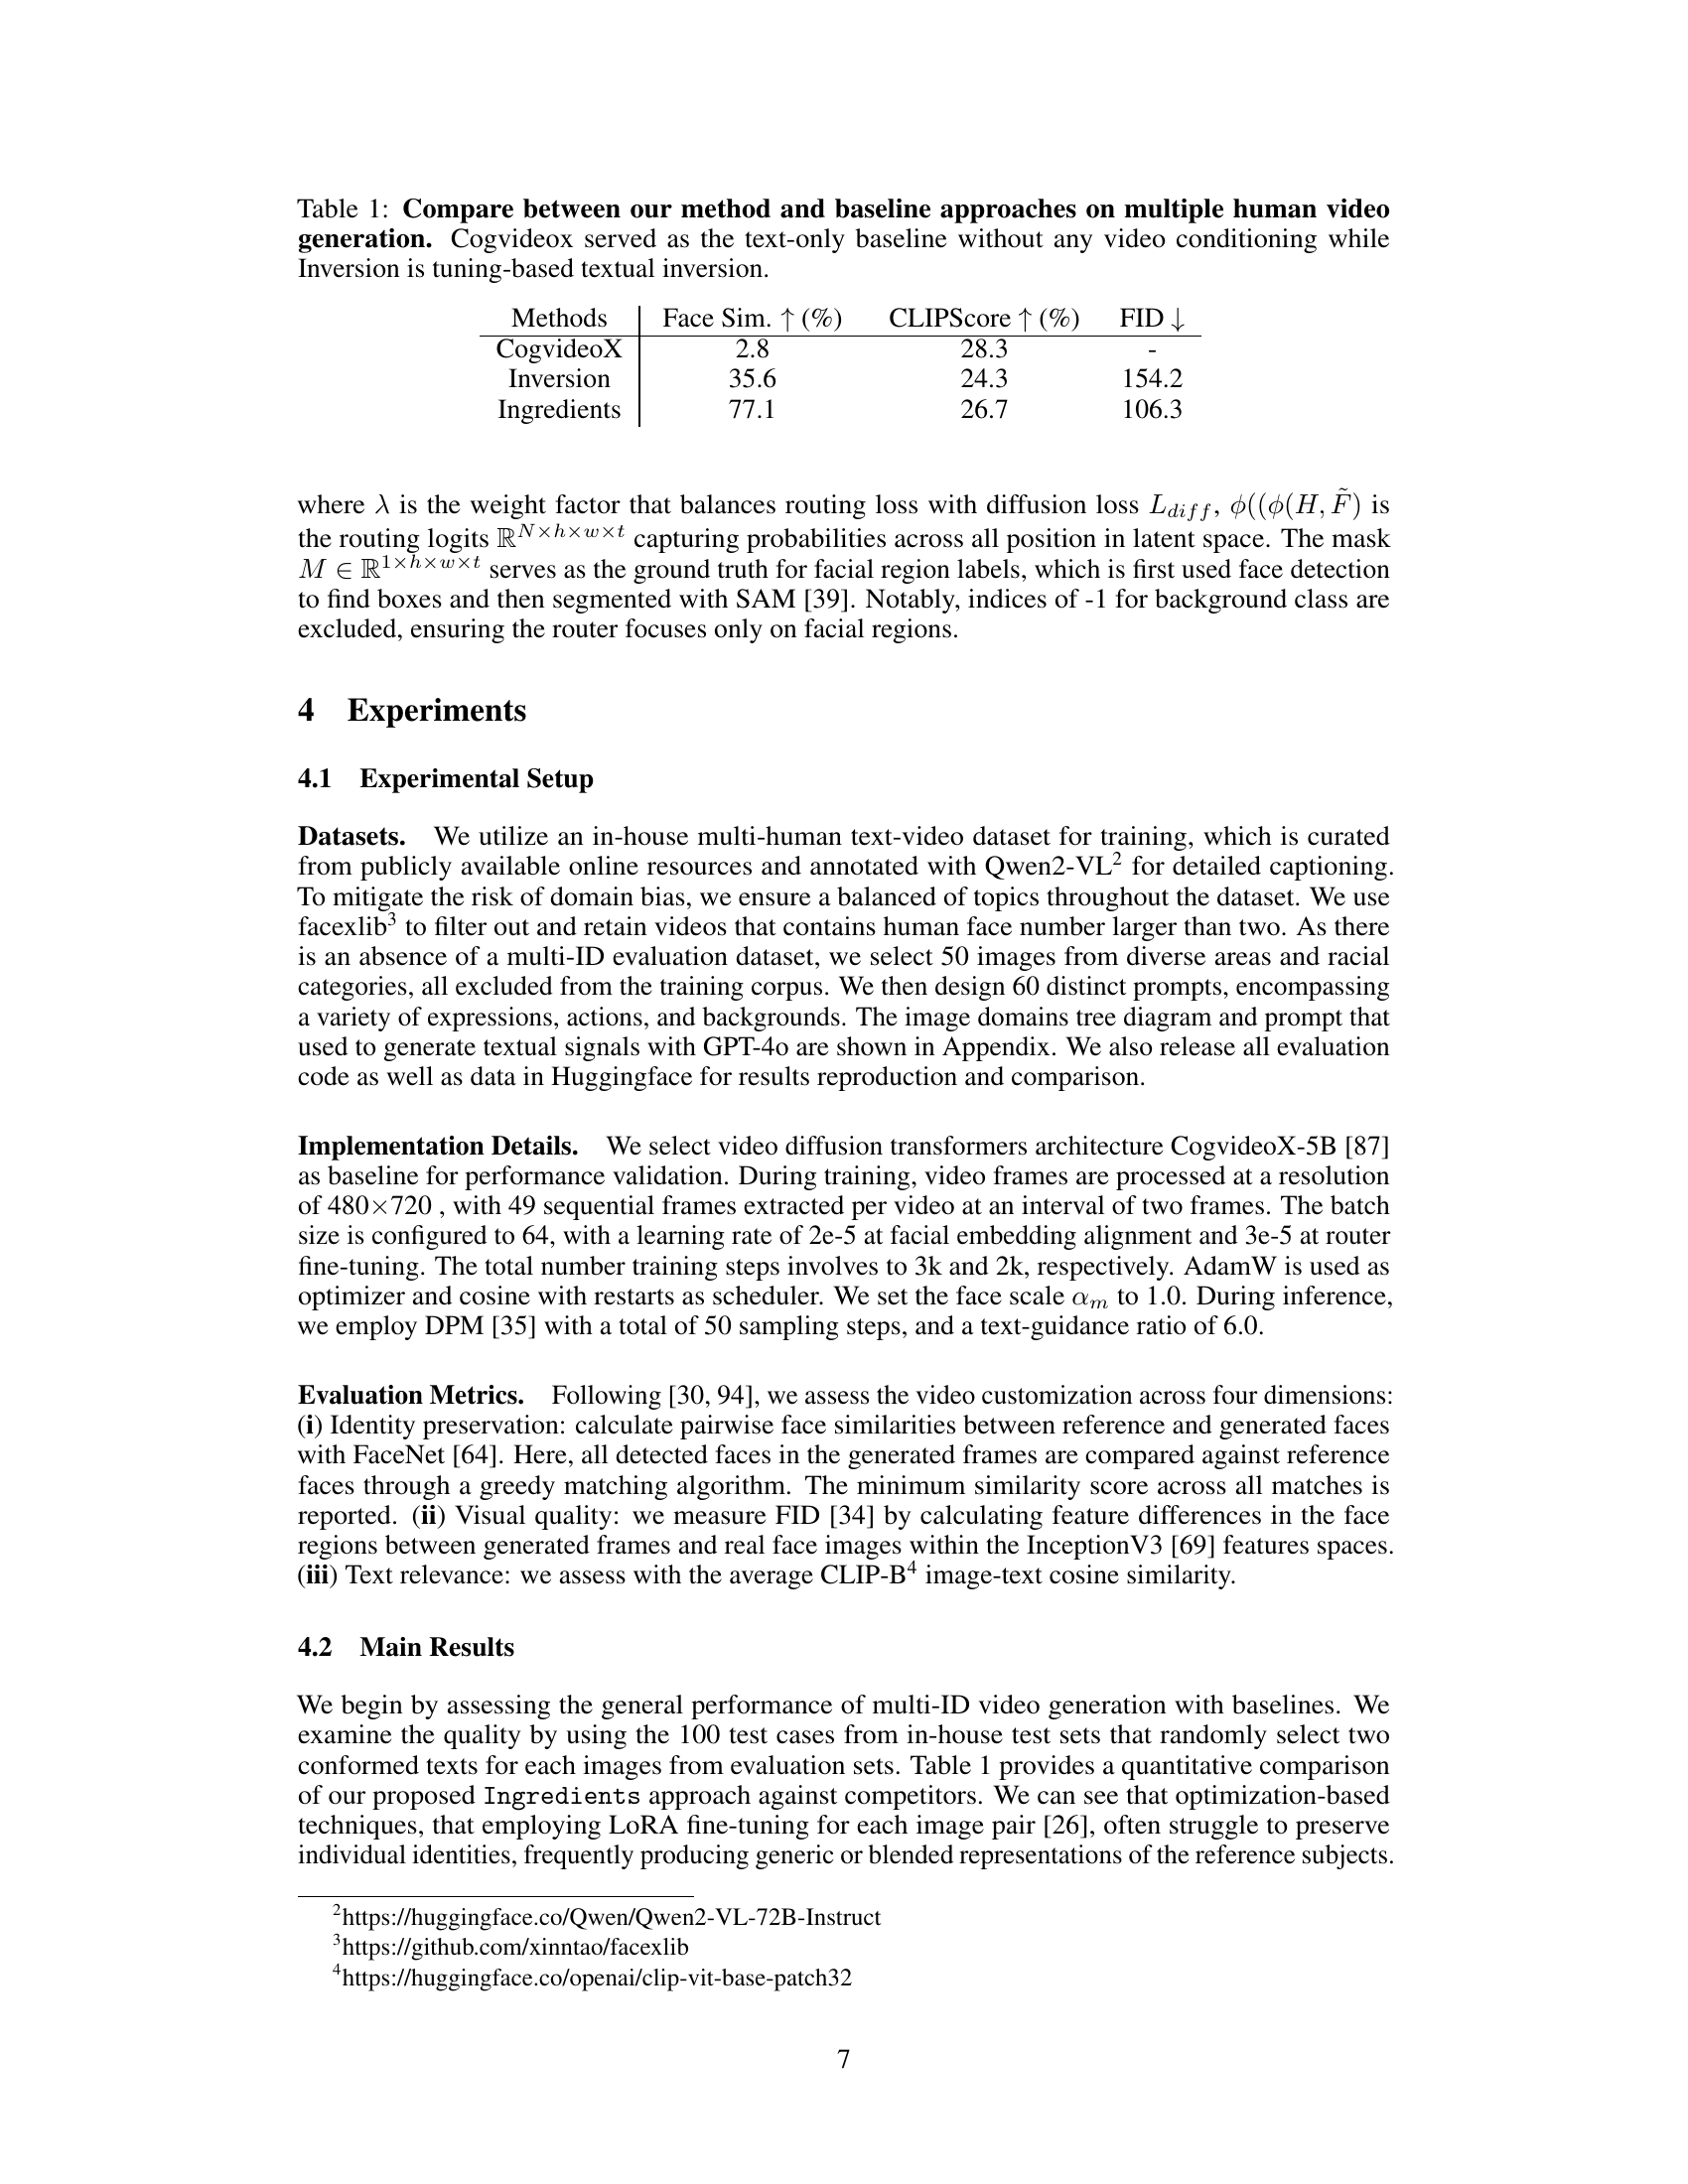 Table 1: Compare between our method and baseline approaches on multiple human video
generation. Cogvideox served as the text-only baseline without any video conditioning while
Inversion is tuning-based textual inversion.
Methods Face Sim. ↑ (%) CLIPScore ↑ (%) FID ↓
CogvideoX 2.8 28.3 -
Inversion 35.6 24.3 154.2
Ingredients 77.1 26.7 106.3
where λ is the weight factor that balances routing loss with diffusion loss L_{diff}, ϕ((ϕ(H, F̃) is
the routing logits ℝ^{N×h×w×t} capturing probabilities across all position in latent space. The mask
M ∈ ℝ^{1×h×w×t} serves as the ground truth for facial region labels, which is first used face detection
to find boxes and then segmented with SAM [39]. Notably, indices of -1 for background class are
excluded, ensuring the router focuses only on facial regions.
4 Experiments
4.1 Experimental Setup
Datasets. We utilize an in-house multi-human text-video dataset for training, which is curated
from publicly available online resources and annotated with Qwen2-VL² for detailed captioning.
To mitigate the risk of domain bias, we ensure a balanced of topics throughout the dataset. We use
facexlib³ to filter out and retain videos that contains human face number larger than two. As there
is an absence of a multi-ID evaluation dataset, we select 50 images from diverse areas and racial
categories, all excluded from the training corpus. We then design 60 distinct prompts, encompassing
a variety of expressions, actions, and backgrounds. The image domains tree diagram and prompt that
used to generate textual signals with GPT-4o are shown in Appendix. We also release all evaluation
code as well as data in Huggingface for results reproduction and comparison.
Implementation Details. We select video diffusion transformers architecture CogvideoX-5B [87]
as baseline for performance validation. During training, video frames are processed at a resolution
of 480×720 , with 49 sequential frames extracted per video at an interval of two frames. The batch
size is configured to 64, with a learning rate of 2e-5 at facial embedding alignment and 3e-5 at router
fine-tuning. The total number training steps involves to 3k and 2k, respectively. AdamW is used as
optimizer and cosine with restarts as scheduler. We set the face scale α_m to 1.0. During inference,
we employ DPM [35] with a total of 50 sampling steps, and a text-guidance ratio of 6.0.
Evaluation Metrics. Following [30, 94], we assess the video customization across four dimensions:
(i) Identity preservation: calculate pairwise face similarities between reference and generated faces
with FaceNet [64]. Here, all detected faces in the generated frames are compared against reference
faces through a greedy matching algorithm. The minimum similarity score across all matches is
reported. (ii) Visual quality: we measure FID [34] by calculating feature differences in the face
regions between generated frames and real face images within the InceptionV3 [69] features spaces.
(iii) Text relevance: we assess with the average CLIP-B⁴ image-text cosine similarity.
4.2 Main Results
We begin by assessing the general performance of multi-ID video generation with baselines. We
examine the quality by using the 100 test cases from in-house test sets that randomly select two
conformed texts for each images from evaluation sets. Table 1 provides a quantitative comparison
of our proposed Ingredients approach against competitors. We can see that optimization-based
techniques, that employing LoRA fine-tuning for each image pair [26], often struggle to preserve
individual identities, frequently producing generic or blended representations of the reference subjects.
²https://huggingface.co/Qwen/Qwen2-VL-72B-Instruct
³https://github.com/xinntao/facexlib
⁴https://huggingface.co/openai/clip-vit-base-patch32
7